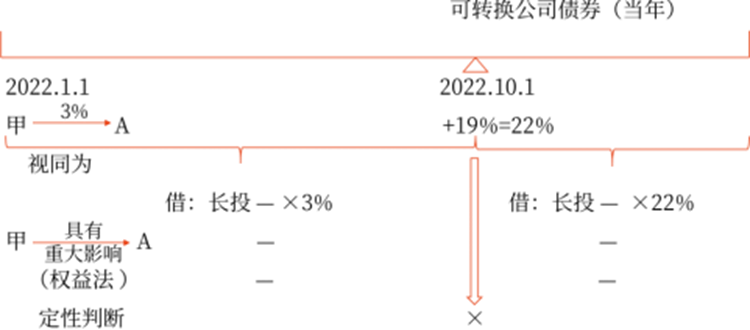 可转换公司债券（当年）
2022.1.1
2022.10.1
3%
甲
A
+19%=22%
视同为
借：长投 — ×3%
借：长投 — ×22%
具有
甲
A
—
—
重大影响
（权益法）
—
—
定性判断
×